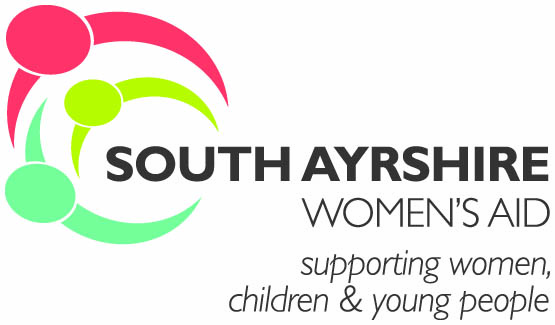 SOUTH AYRSHIRE
WOMEN'S AID
supporting women,
children & young people